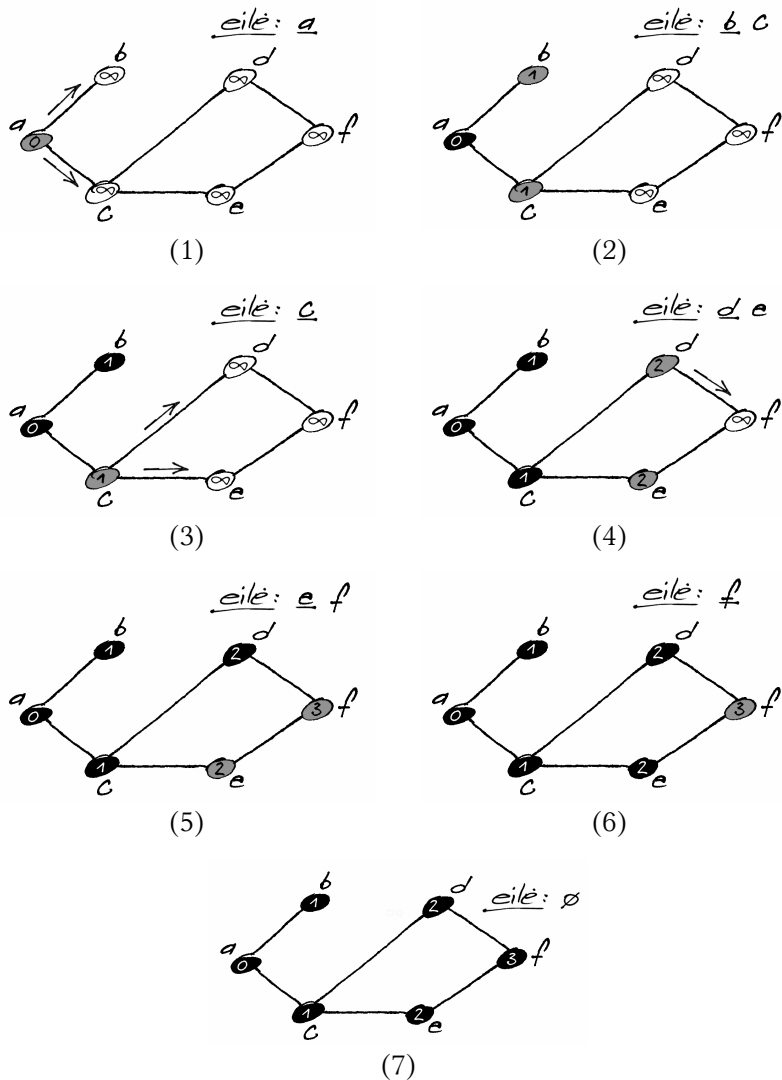 eilė: a
b
d
∞
∞
a
0
∞
f
∞
∞
c
e
(1)
eilė: b c
b
d
1
∞
a
0
∞
f
1
∞
c
e
(2)
eilė: c
b
d
1
∞
a
0
∞
f
1
∞
c
e
(3)
eilė: d e
b
d
1
2
a
0
∞
f
1
2
c
e
(4)
eilė: e f
b
d
1
2
a
0
3
f
1
2
c
e
(5)
eilė: f
b
d
1
2
a
0
3
f
1
2
c
e
(6)
eilė: ø
b
d
1
2
a
0
3
f
1
2
c
e
(7)